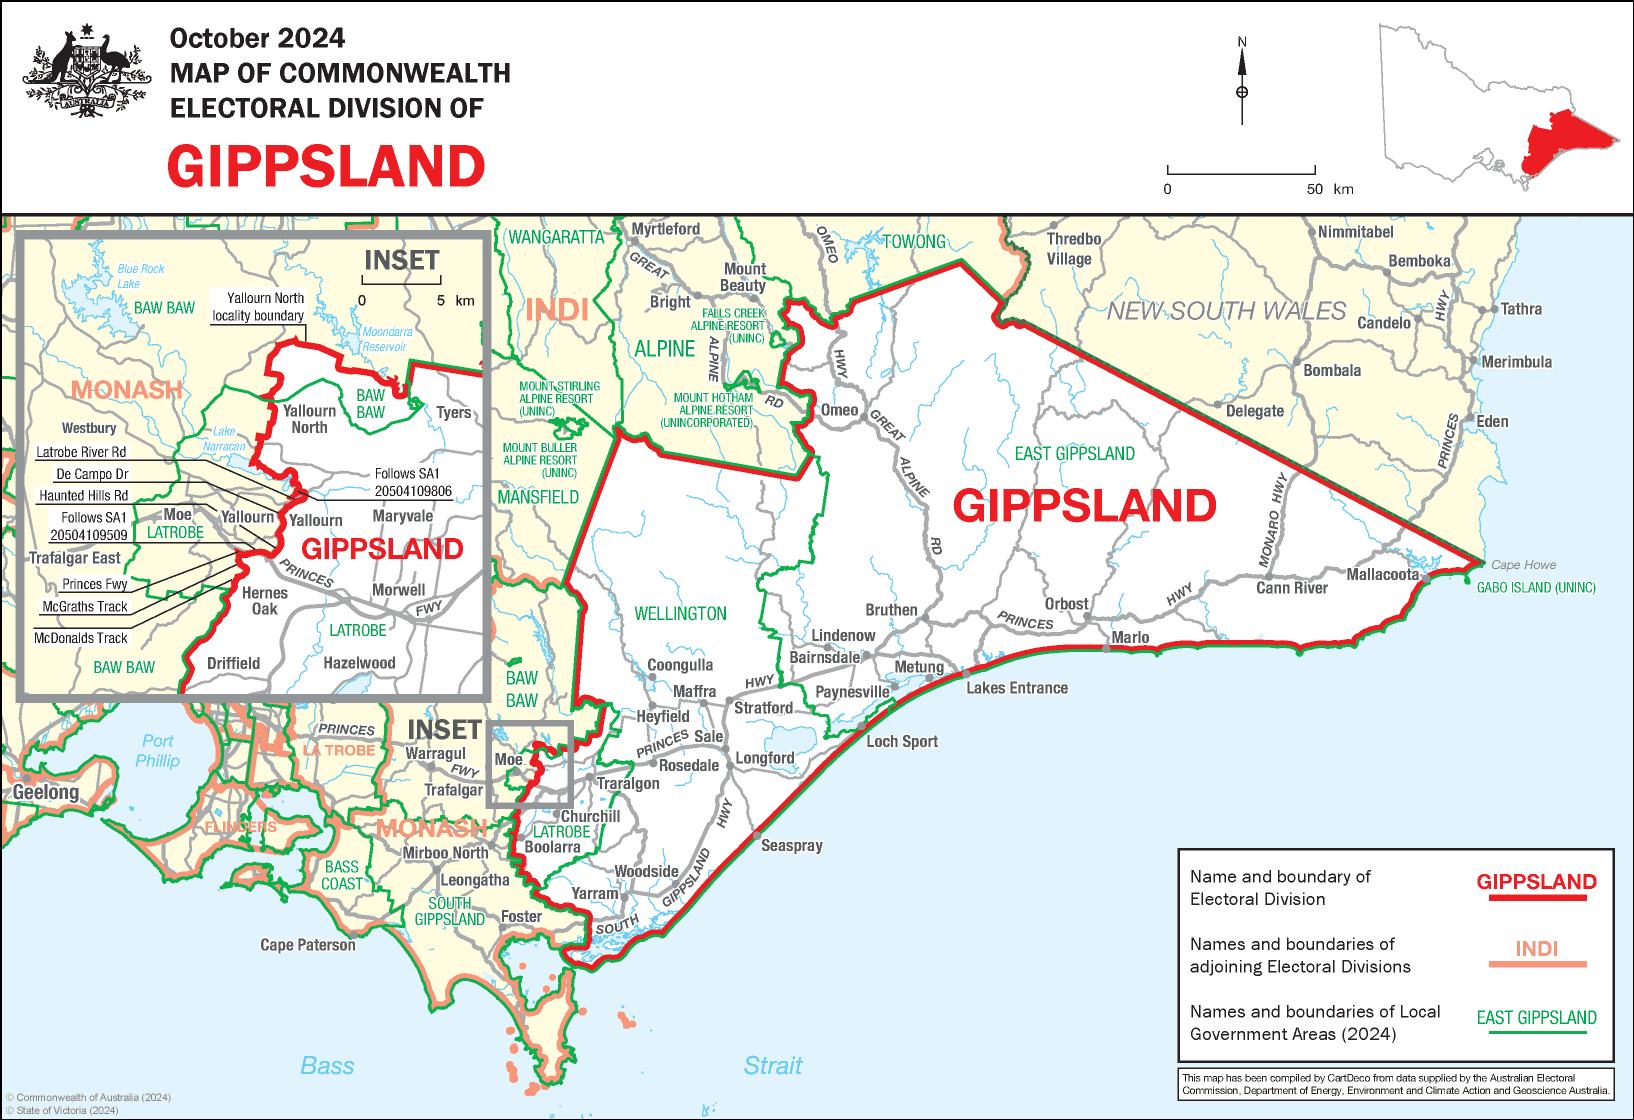 October 2024
MAP OF COMMONWEALTH
ELECTORAL DIVISION OF
GIPPSLAND
AUSTRALIA
N
0 50 km
INSET
0 5 km
Blue Rock
Lake
BAW BAW
Yallourn North
locality boundary
Moondarra
Reservoir
MONASH
Yallourn
North
BAW
BAW
Tyers
Westbury
Lake
Narracan
Latrobe River Rd
De Campo Dr
Haunted Hills Rd
Follows SA1
20504109509
Follows SA1
20504109806
Moe
Yallourn
Yallourn
Maryvale
LATROBE
Trafalgar East
GIPPSLAND
PRINCES
FWY
Princes Fwy
McGraths Track
McDonalds Track
Hernes
Oak
Morwell
LATROBE
BAW BAW
Driffield
Hazelwood
WANGARATTA
Myrtleford
GREAT
OMEO
TOWONG
Thredbo
Village
Nimmitabel
Bemboka
Mount
Beauty
Bright
INDI
FALLS CREEK
ALPINE RESORT
(UNINC)
ALPINE
ALPINE
HWY
NEW SOUTH WALES
HWY
Candelo
Tathra
Merimbula
Bombala
MOUNT STIRLING
ALPINE RESORT
(UNINC)
MOUNT HOTHAM
ALPINE RESORT
(UNINCORPORATED)
RD
Omeo
GREAT
ALPINE
RD
Delegate
Eden
PRINCES
MOUNT BULLER
ALPINE RESORT
(UNINC)
MANSFIELD
EAST GIPPSLAND
GIPPSLAND
MONARO HWY
Cape Howe
GABO ISLAND (UNINC)
Mallacoota
Cann River
HWY
Orbost
PRINCES
Marlo
WELLINGTON
Bruthen
Lindenow
Bairnsdale
Metung
Paynesville
Lakes Entrance
BAW
BAW
Coongulla
Maffra
HWY
Stratford
Heyfield
PRINCES
Sale
Loch Sport
Longford
Rosedale
Traralgon
INSET
Moe
Port
Phillip
PRINCES
LA TROBE
Warragul
FWY
Trafalgar
Geelong
FLINDERS
MONASH
Churchill
LATROBE
Boolarra
HWY
Seaspray
Mirboo North
BASS
COAST
Leongatha
Woodside
Yarram
GIPPSLAND
SOUTH
GIPPSLAND
Foster
SOUTH
Cape Paterson
Bass
Strait
Name and boundary of
Electoral Division
GIPPSLAND
Names and boundaries of
adjoining Electoral Divisions
INDI
Names and boundaries of Local
Government Areas (2024)
EAST GIPPSLAND
This map has been compiled by CartDeco from data supplied by the Australian Electoral
Commission, Department of Energy, Environment and Climate Action and Geoscience Australia.
© Commonwealth of Australia (2024)
© State of Victoria (2024)